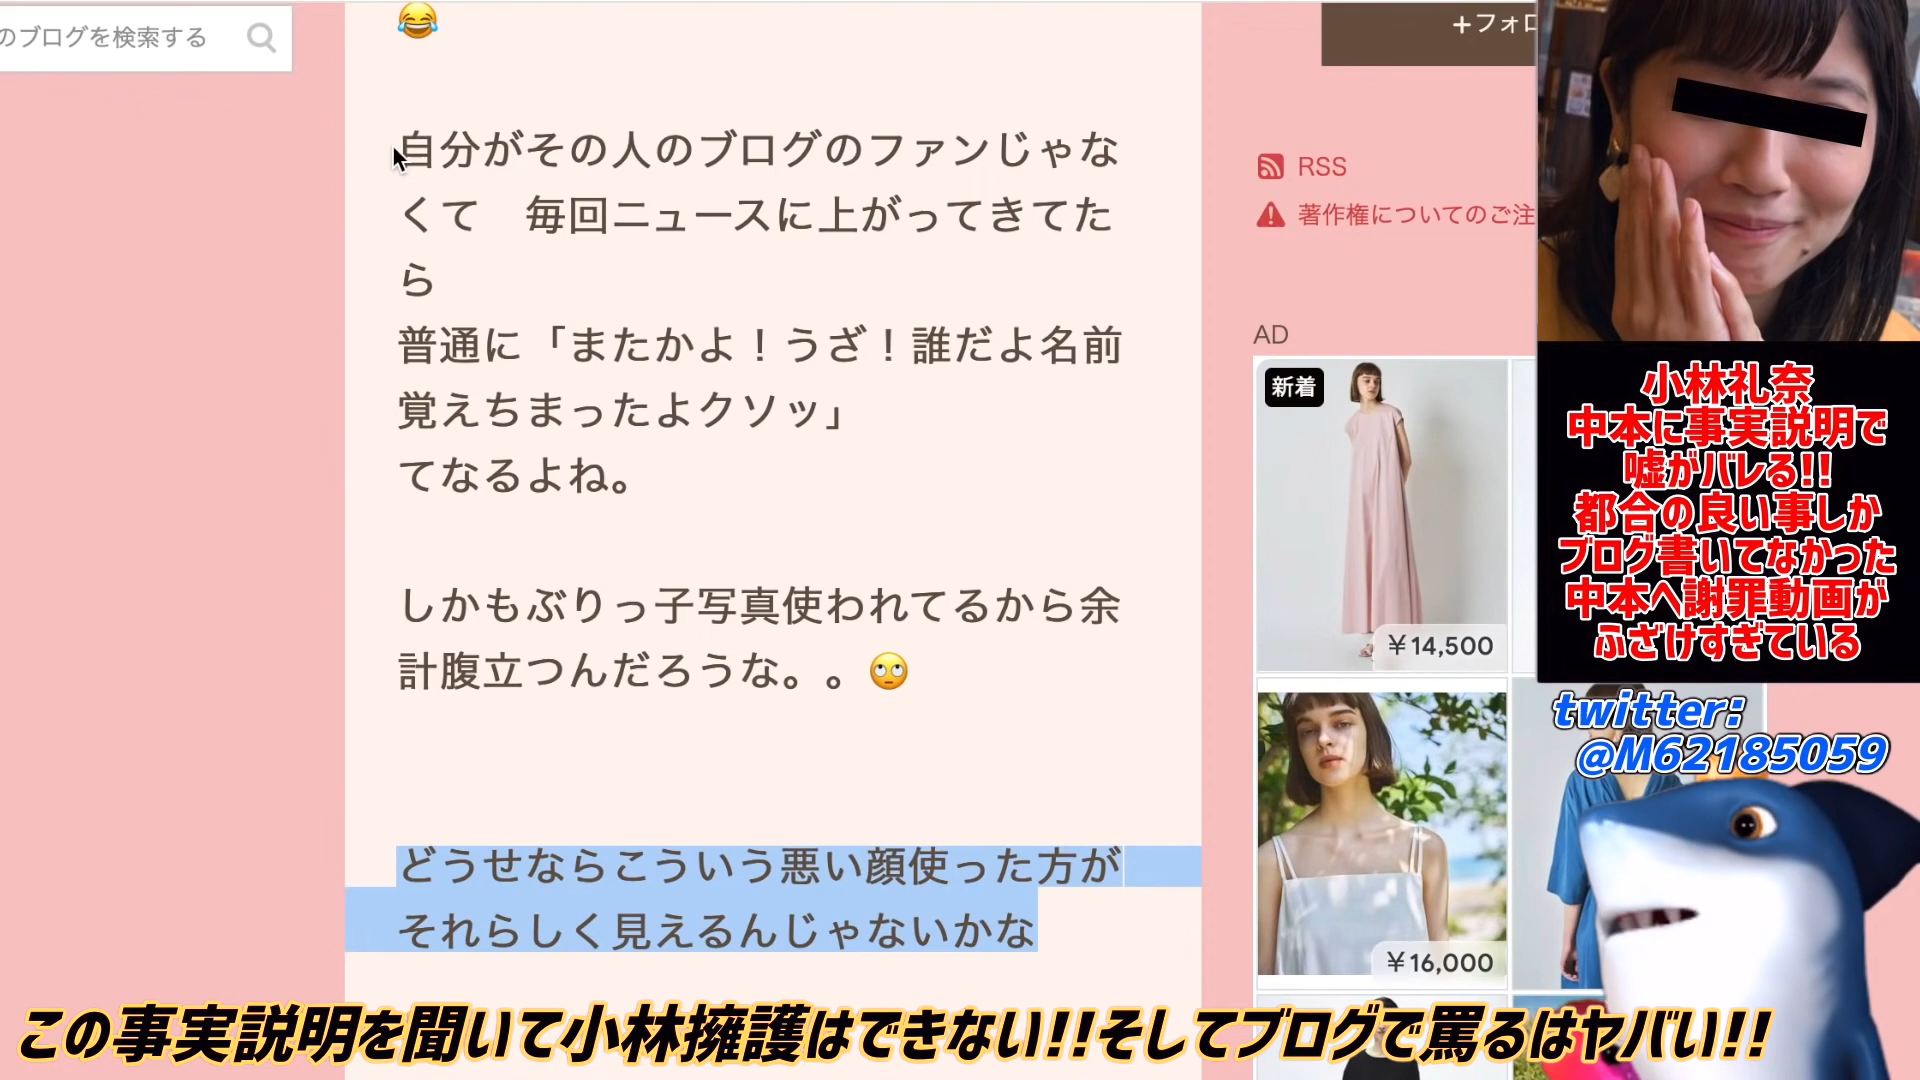 のブログを検索する
+フォロ
自分がその人のブログのファンじゃな
くて　毎回ニュースに上がってきてた
ら
普通に「またかよ！うざ！誰だよ名前
覚えちまったよクソッ」
てなるよね。
しかもぶりっ子写真使われてるから余
計腹立つんだろうな。。🙄
どうせならこういう悪い顔使った方が
それらしく見えるんじゃないかな
RSS
著作権についてのご注
AD
新着
¥14,500
¥16,000
小林礼奈
中本に事実説明で
嘘がバレる!!
都合の良い事しか
ブログ書いてなかった
中本へ謝罪動画が
ふざけすぎている
twitter:
@M62185059
この事実説明を聞いて小林擁護はできない!!そしてブログで罵るはヤバい!!